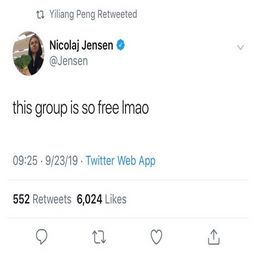 Yiliang Peng Retweeted
Nicolaj Jensen
@Jensen
this group is so free lmao
09:25 · 9/23/19 · Twitter Web App
552 Retweets 6,024 Likes